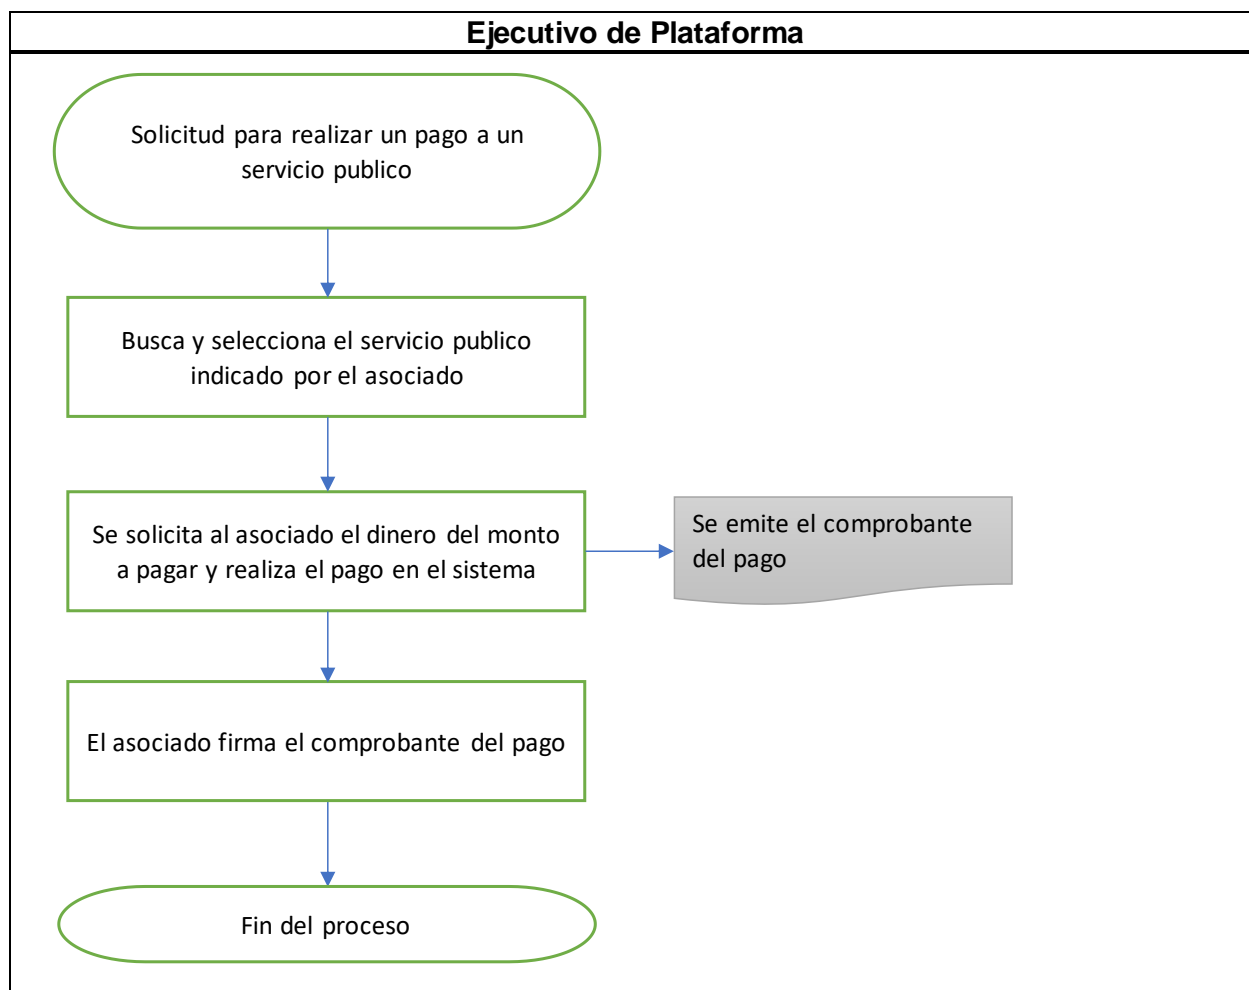 Ejecutivo de Plataforma
Solicitud para realizar un pago a un
servicio publico
Busca y selecciona el servicio publico
indicado por el asociado
Se solicita al asociado el dinero del monto
a pagar y realiza el pago en el sistema
Se emite el comprobante
del pago
El asociado firma el comprobante del pago
Fin del proceso